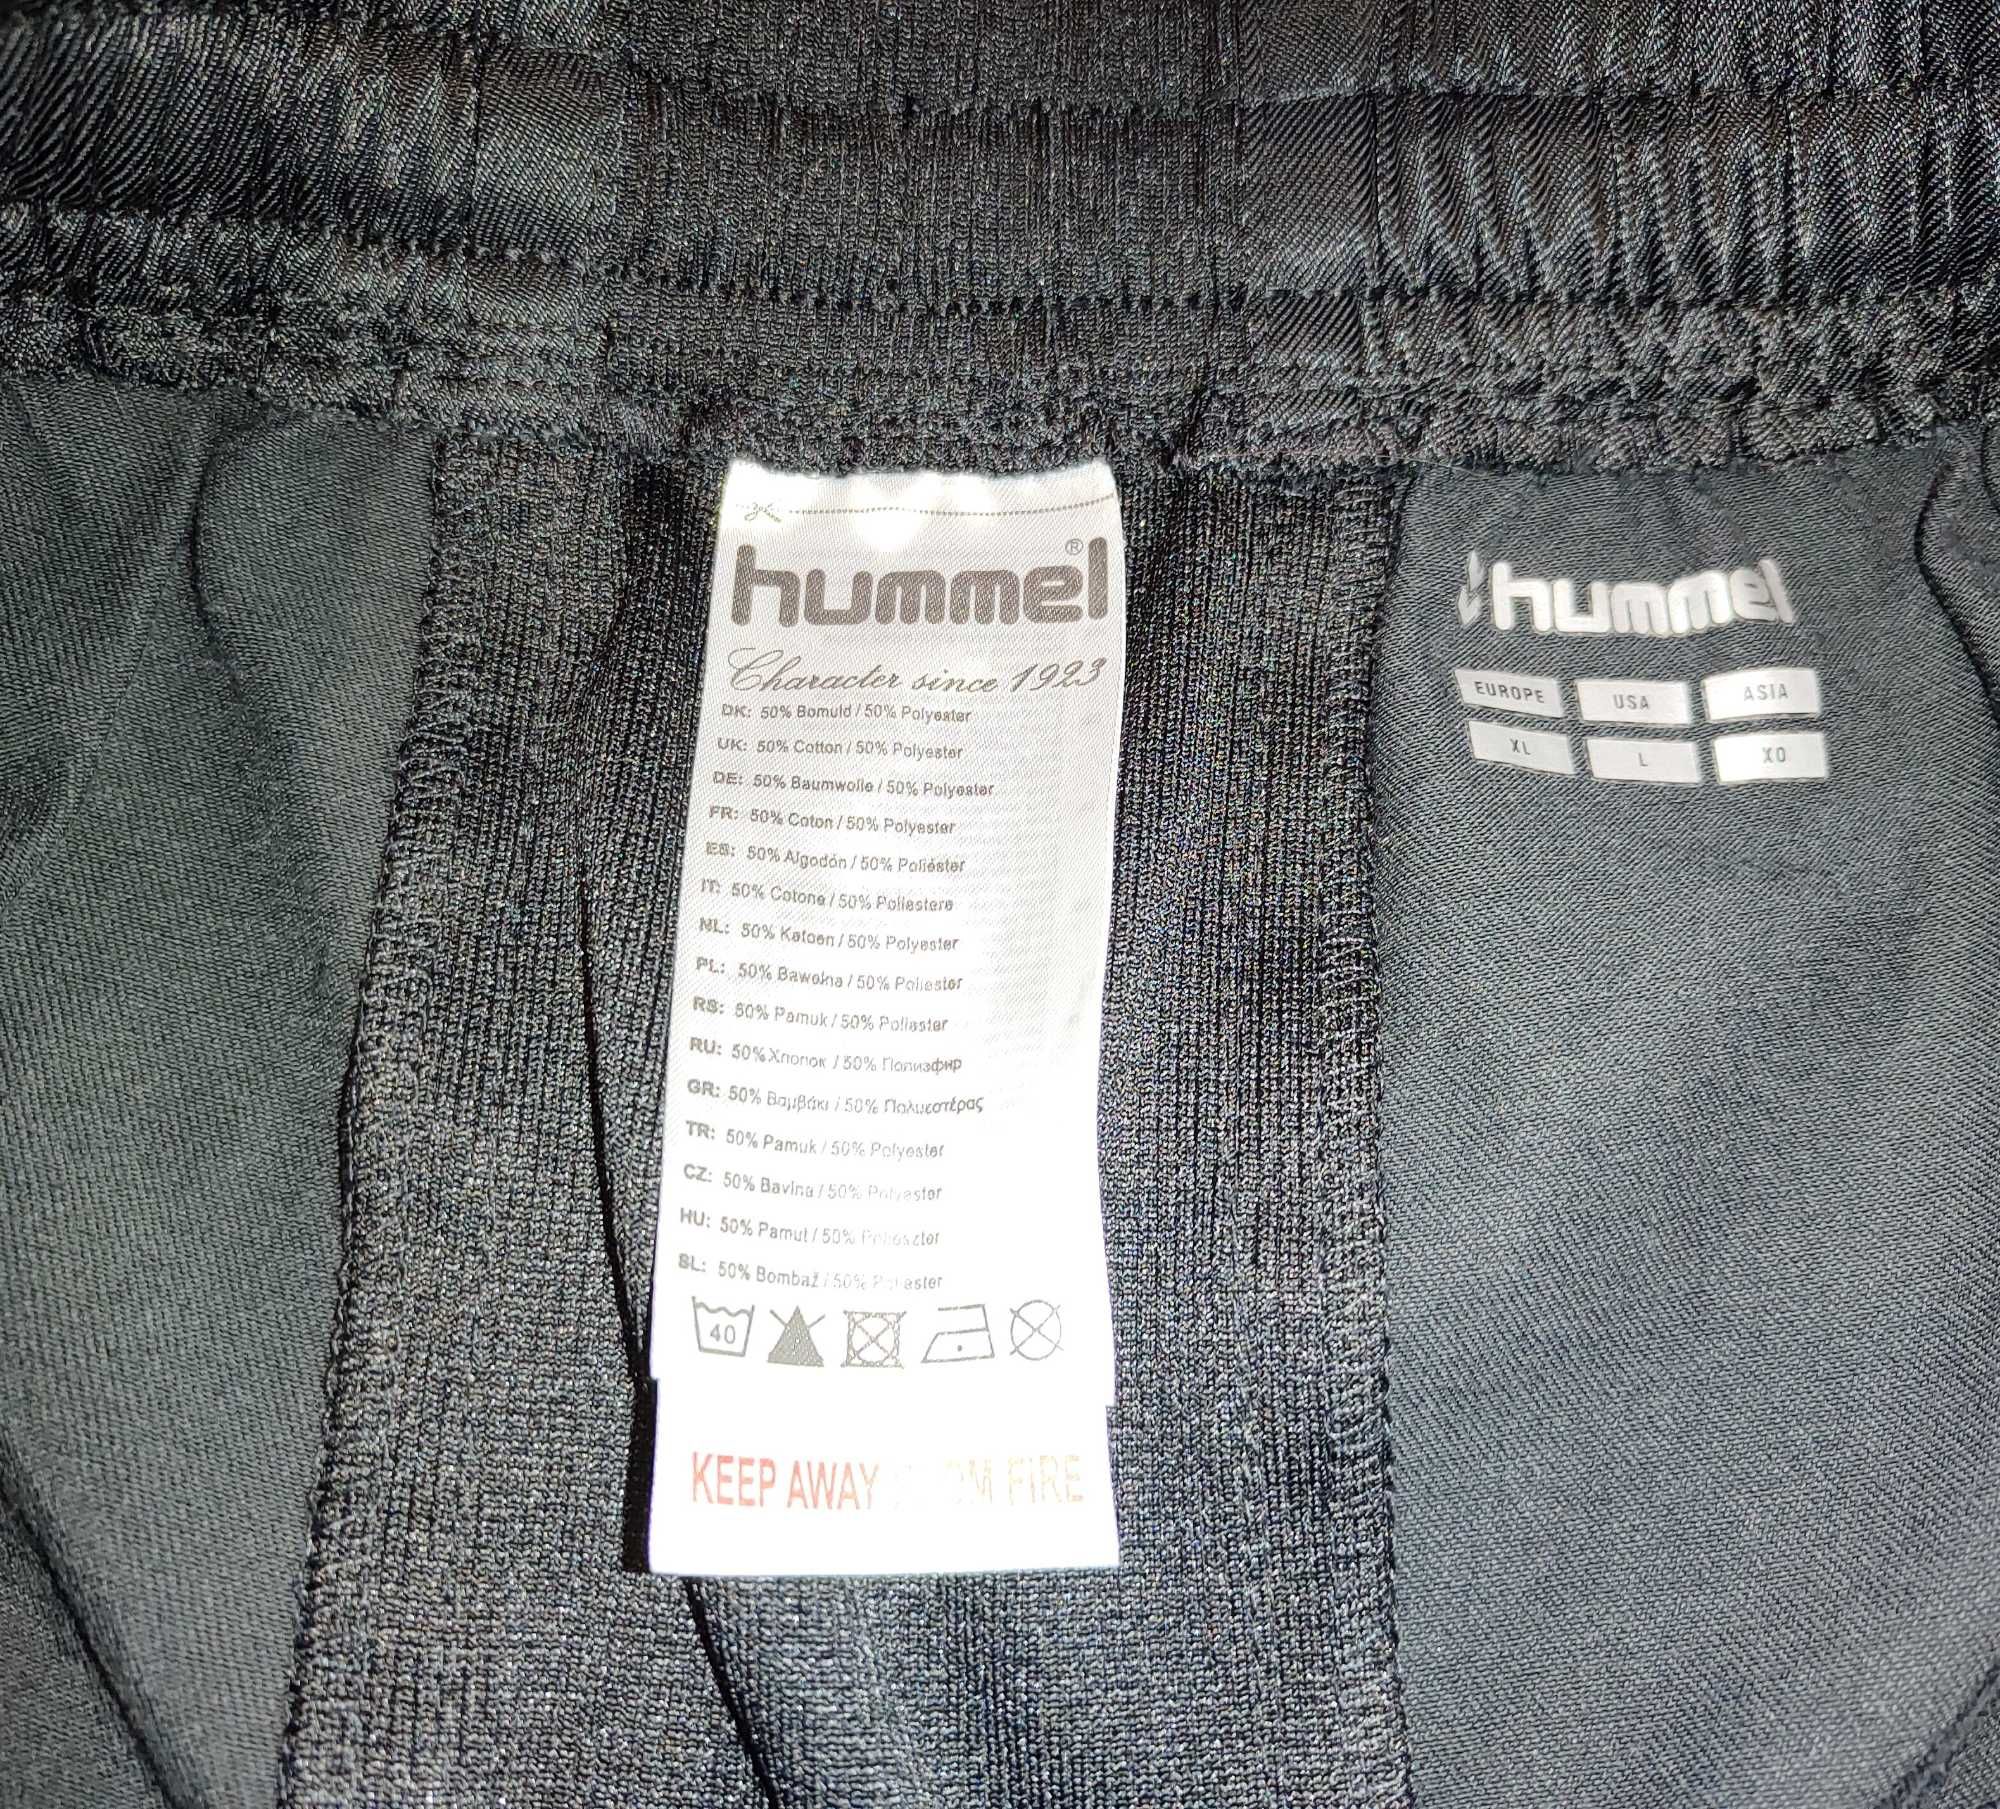 hummel®
Character since 1923
DK: 50% Bomuld / 50% Polyester
UK: 50% Cotton / 50% Polyester
DE: 50% Baumwolle / 50% Polyester
FR: 50% Coton / 50% Polyester
ES: 50% Algodón / 50% Poliéster
IT: 50% Cotone / 50% Poliestere
NL: 50% Katoen / 50% Polyester
PL: 50% Bawełna / 50% Poliester
RS: 50% Pamuk / 50% Poliester
RU: 50% Хлопок / 50% Полиэфир
GR: 50% Βαμβάκι / 50% Πολυεστέρας
TR: 50% Pamuk / 50% Polyester
CZ: 50% Bavlna / 50% Polyester
HU: 50% Pamut / 50% Poliészter
SL: 50% Bombaž / 50% Poliester
40
KEEP AWAY FROM FIRE
hummel
EUROPE USA ASIA
XL L XO